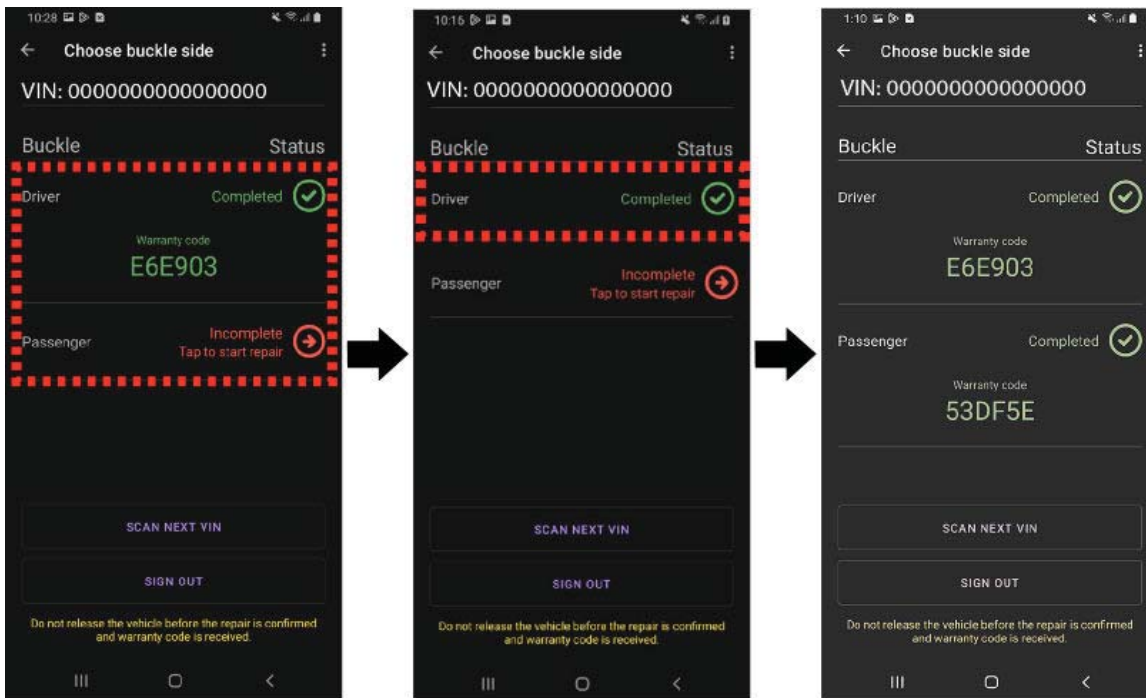 10:28
Choose buckle side
VIN: 0000000000000000
Buckle Status
Driver Completed
Warranty code
E6E903
Passenger Incomplete
Tap to start repair
SCAN NEXT VIN
SIGN OUT
Do not release the vehicle before the repair is confirmed
and warranty code is received.
10:16
Choose buckle side
VIN: 0000000000000000
Buckle Status
Driver Completed
Passenger Incomplete
Tap to start repair
SCAN NEXT VIN
SIGN OUT
Do not release the vehicle before the repair is confirmed
and warranty code is received.
1:10
Choose buckle side
VIN: 0000000000000000
Buckle Status
Driver Completed
Warranty code
E6E903
Passenger Completed
Warranty code
53DF5E
SCAN NEXT VIN
SIGN OUT
Do not release the vehicle before the repair is confirmed
and warranty code is received.